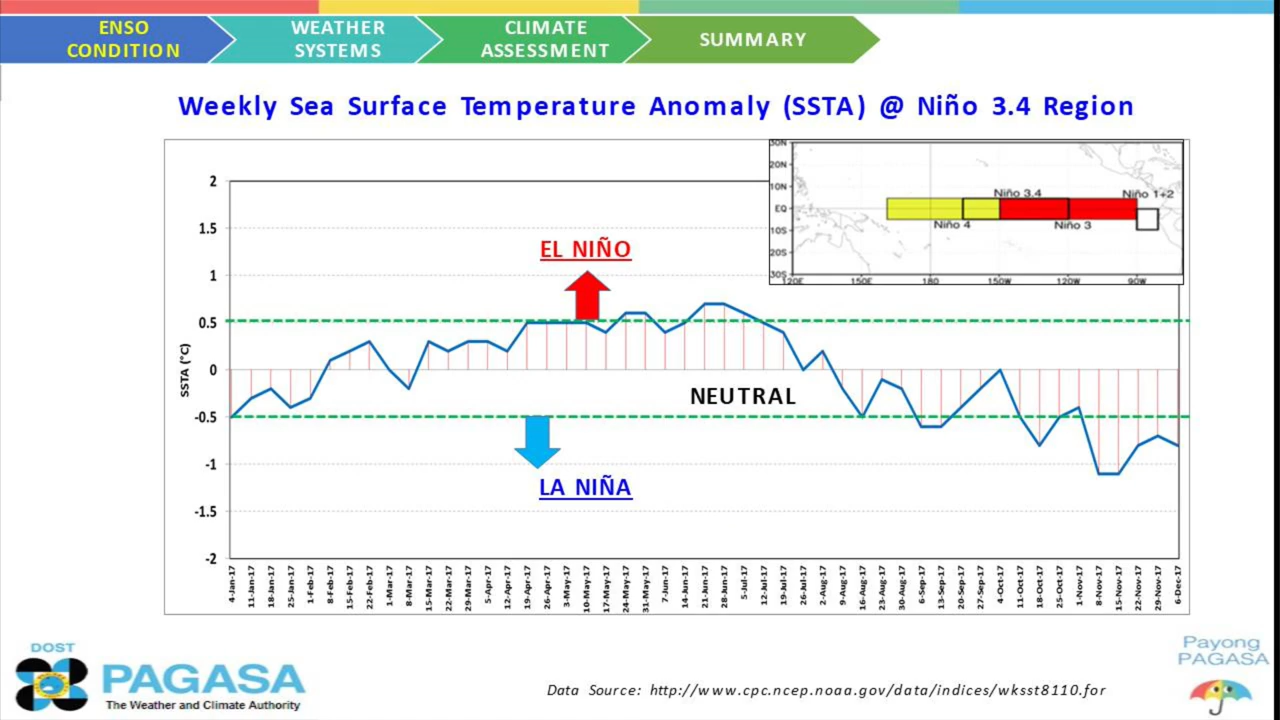 ENSO
CONDITION
WEATHER
SYSTEMS
CLIMATE
ASSESSMENT
SUMMARY
Weekly Sea Surface Temperature Anomaly (SSTA) @ Niño 3.4 Region
30N
20N
10N
EQ
10S
20S
30S
120E
150E
180
150W
120W
90W
Niño 3.4
Niño 1+2
Niño 4
Niño 3
2
1.5
1
0.5
0
-0.5
-1
-1.5
-2
SSTA (°C)
EL NIÑO
NEUTRAL
LA NIÑA
4-Jan-17
11-Jan-17
18-Jan-17
25-Jan-17
1-Feb-17
8-Feb-17
15-Feb-17
22-Feb-17
1-Mar-17
8-Mar-17
15-Mar-17
22-Mar-17
29-Mar-17
5-Apr-17
12-Apr-17
19-Apr-17
26-Apr-17
3-May-17
10-May-17
17-May-17
24-May-17
31-May-17
7-Jun-17
14-Jun-17
21-Jun-17
28-Jun-17
5-Jul-17
12-Jul-17
19-Jul-17
26-Jul-17
2-Aug-17
9-Aug-17
16-Aug-17
23-Aug-17
30-Aug-17
6-Sep-17
13-Sep-17
20-Sep-17
27-Sep-17
4-Oct-17
11-Oct-17
18-Oct-17
25-Oct-17
1-Nov-17
8-Nov-17
15-Nov-17
22-Nov-17
29-Nov-17
6-Dec-17
DOST
PAGASA
The Weather and Climate Authority
Data Source: http://www.cpc.ncep.noaa.gov/data/indices/wksst8110.for
Payong
PAGASA